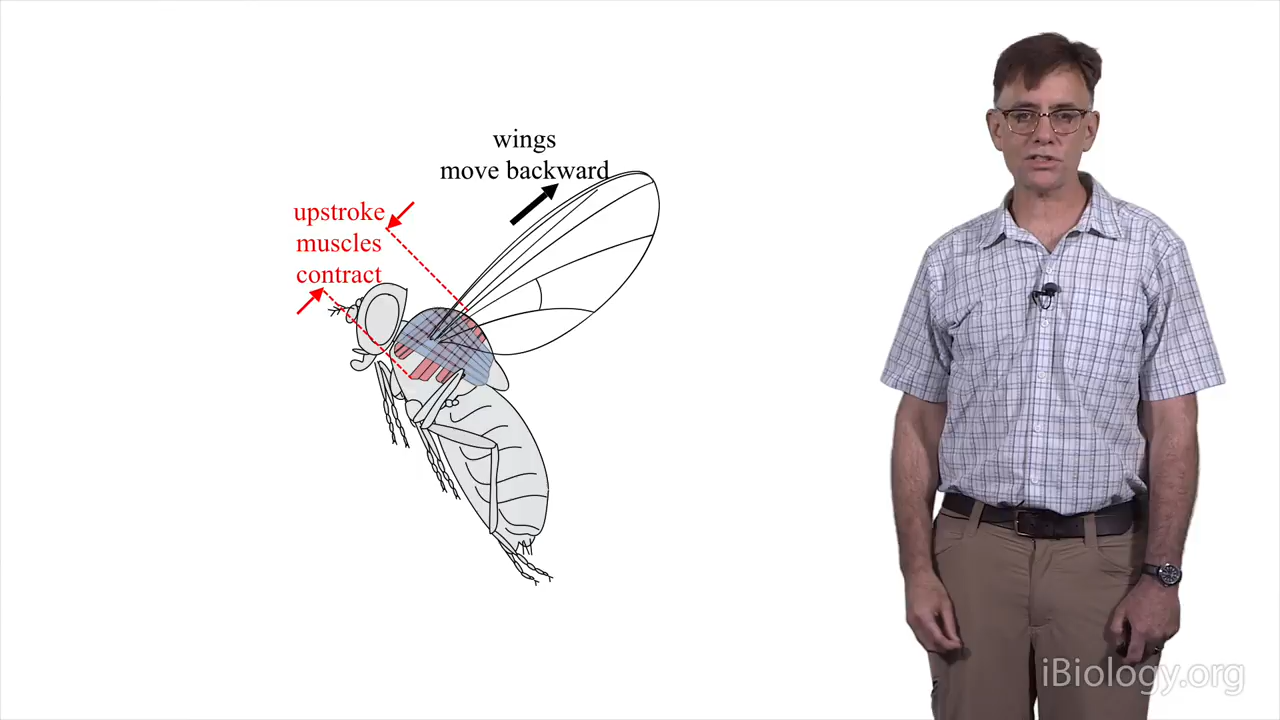 wings
move backward
upstroke
muscles
contract
iBiology.org